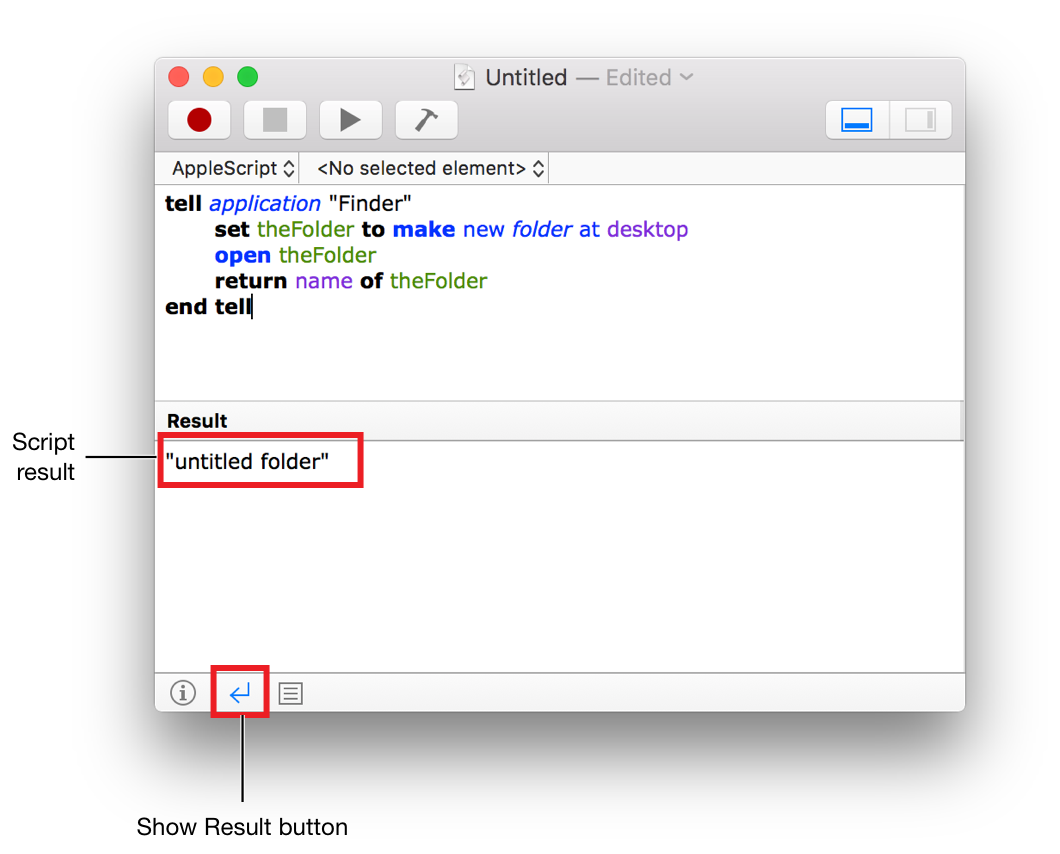 Untitled — Edited
AppleScript <No selected element>
tell application "Finder"
set theFolder to make new folder at desktop
open theFolder
return name of theFolder
end tell
Result
Script
result
"untitled folder"
Show Result button